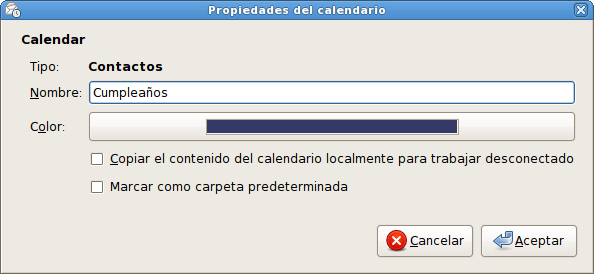 Propiedades del calendario
Calendar
Tipo: Contactos
Nombre: Cumpleaños
Color:
Copiar el contenido del calendario localmente para trabajar desconectado
Marcar como carpeta predeterminada
Cancelar Aceptar